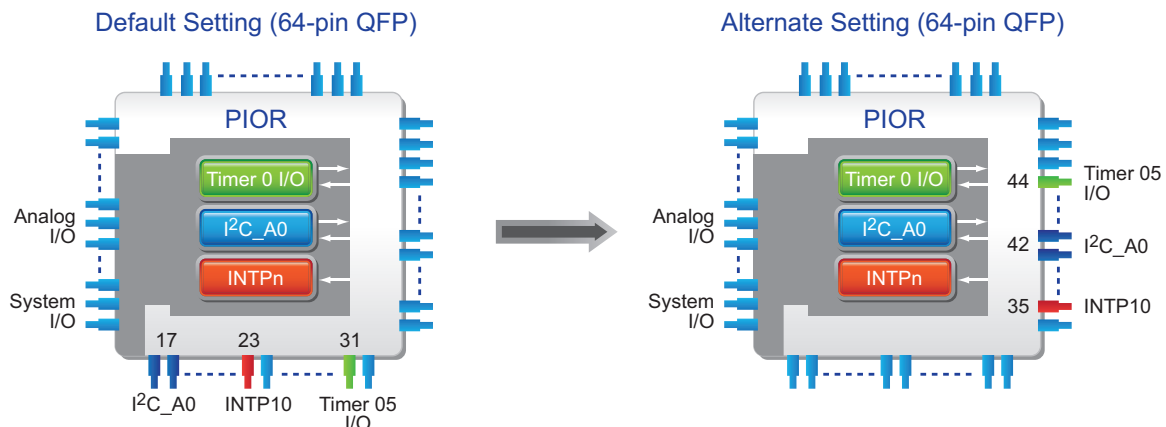 Default Setting (64-pin QFP)
PIOR
Timer 0 I/O
I²C_A0
INTPn
Analog
I/O
System
I/O
17 23 31
I²C_A0 INTP10 Timer 05
I/O
Alternate Setting (64-pin QFP)
PIOR
Timer 0 I/O
I²C_A0
INTPn
Analog
I/O
System
I/O
44 Timer 05
I/O
42 I²C_A0
35 INTP10